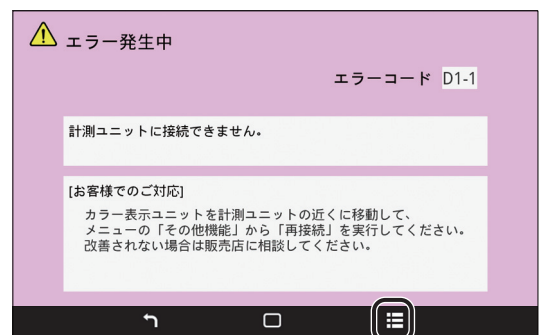 エラー発生中
エラーコード D1-1
計測ユニットに接続できません。
[お客様でのご対応]
カラー表示ユニットを計測ユニットの近くに移動して、
メニューの「その他機能」から「再接続」を実行してください。
改善されない場合は販売店に相談してください。